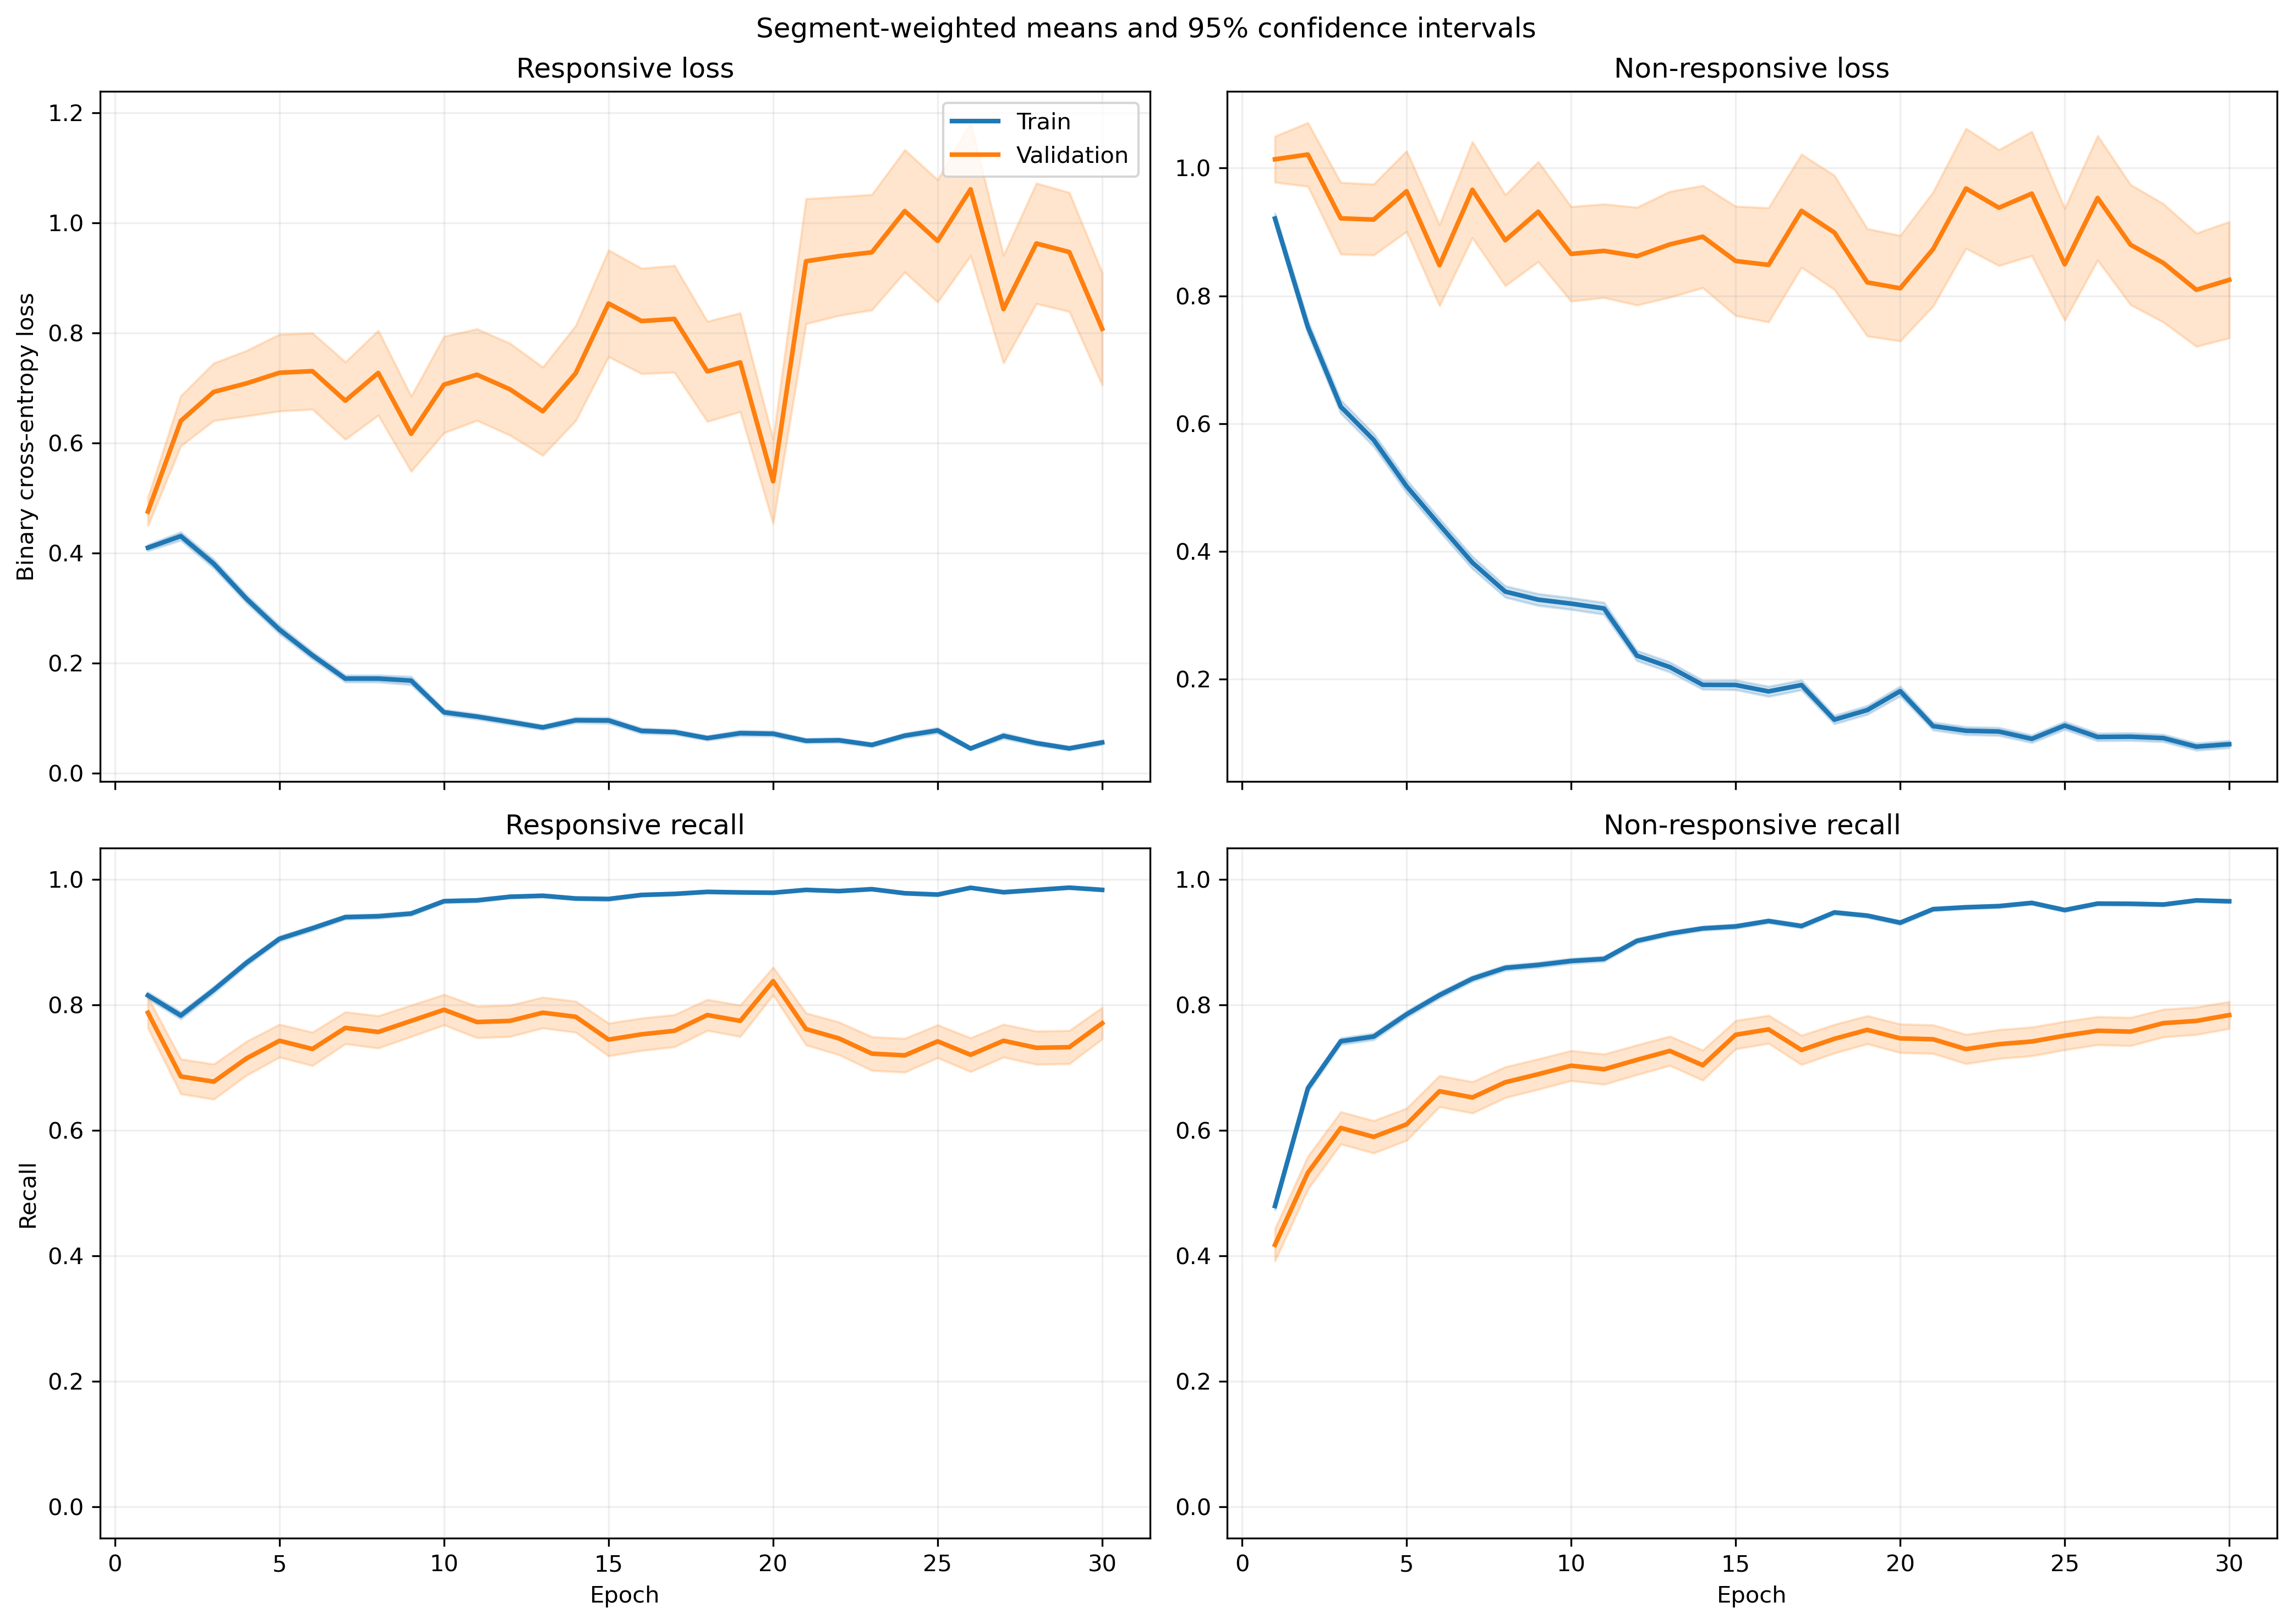 Segment-weighted means and 95% confidence intervals
Responsive loss
Non-responsive loss
Binary cross-entropy loss
1.2
1.0
0.8
0.6
0.4
0.2
0.0
Train
Validation
1.0
0.8
0.6
0.4
0.2
Responsive recall
Non-responsive recall
Recall
1.0
0.8
0.6
0.4
0.2
0.0
0 5 10 15 20 25 30
Epoch
1.0
0.8
0.6
0.4
0.2
0.0
0 5 10 15 20 25 30
Epoch